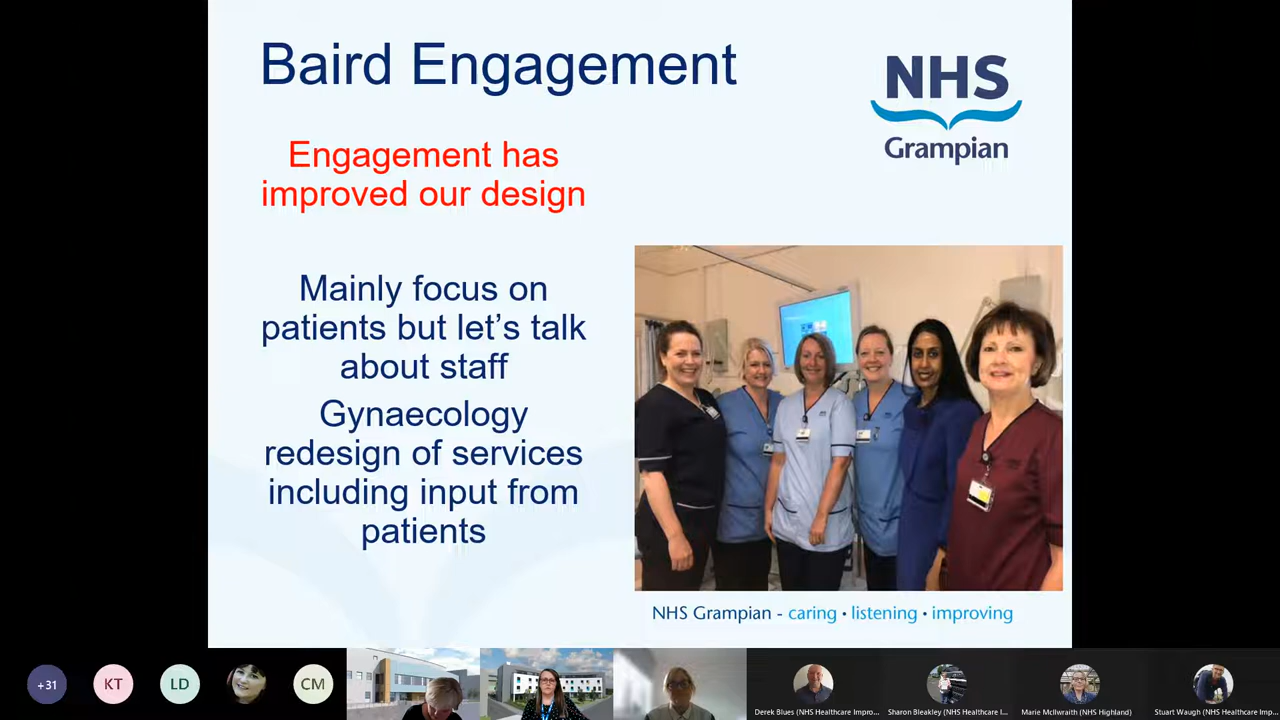 Baird Engagement
NHS
Grampian
Engagement has
improved our design
Mainly focus on
patients but let's talk
about staff
Gynaecology
redesign of services
including input from
patients
NHS Grampian - caring • listening • improving
+31
KT
LD
CM
Derek Blues (NHS Healthcare Impro...
Sharon Bleakley (NHS Healthcare I...
Marie McIlwraith (NHS Highland)
Stuart Waugh (NHS Healthcare Imp...